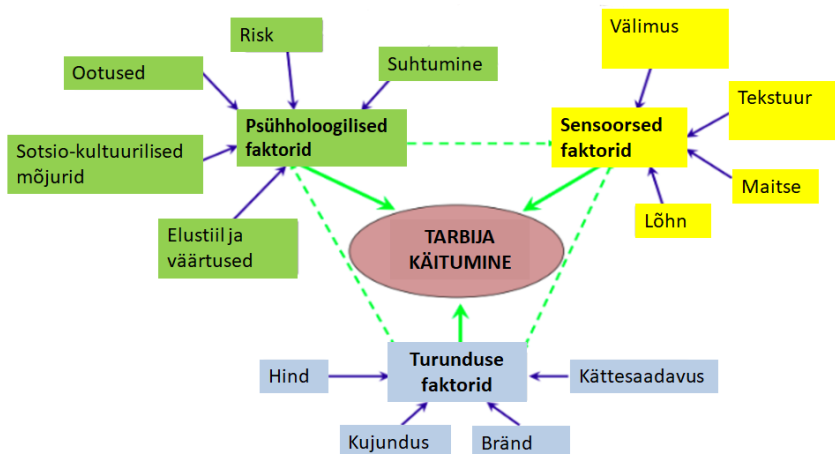 Risk
Ootused
Suhtumine
Psühholoogilised
faktorid
Sotsio-kultuurilised
mõjurid
Elustiil ja
väärtused
Välimus
Tekstuur
Sensoorsed
faktorid
Maitse
Lõhn
TARBIJA
KÄITUMINE
Turunduse
faktorid
Hind
Kättesaadavus
Kujundus
Bränd